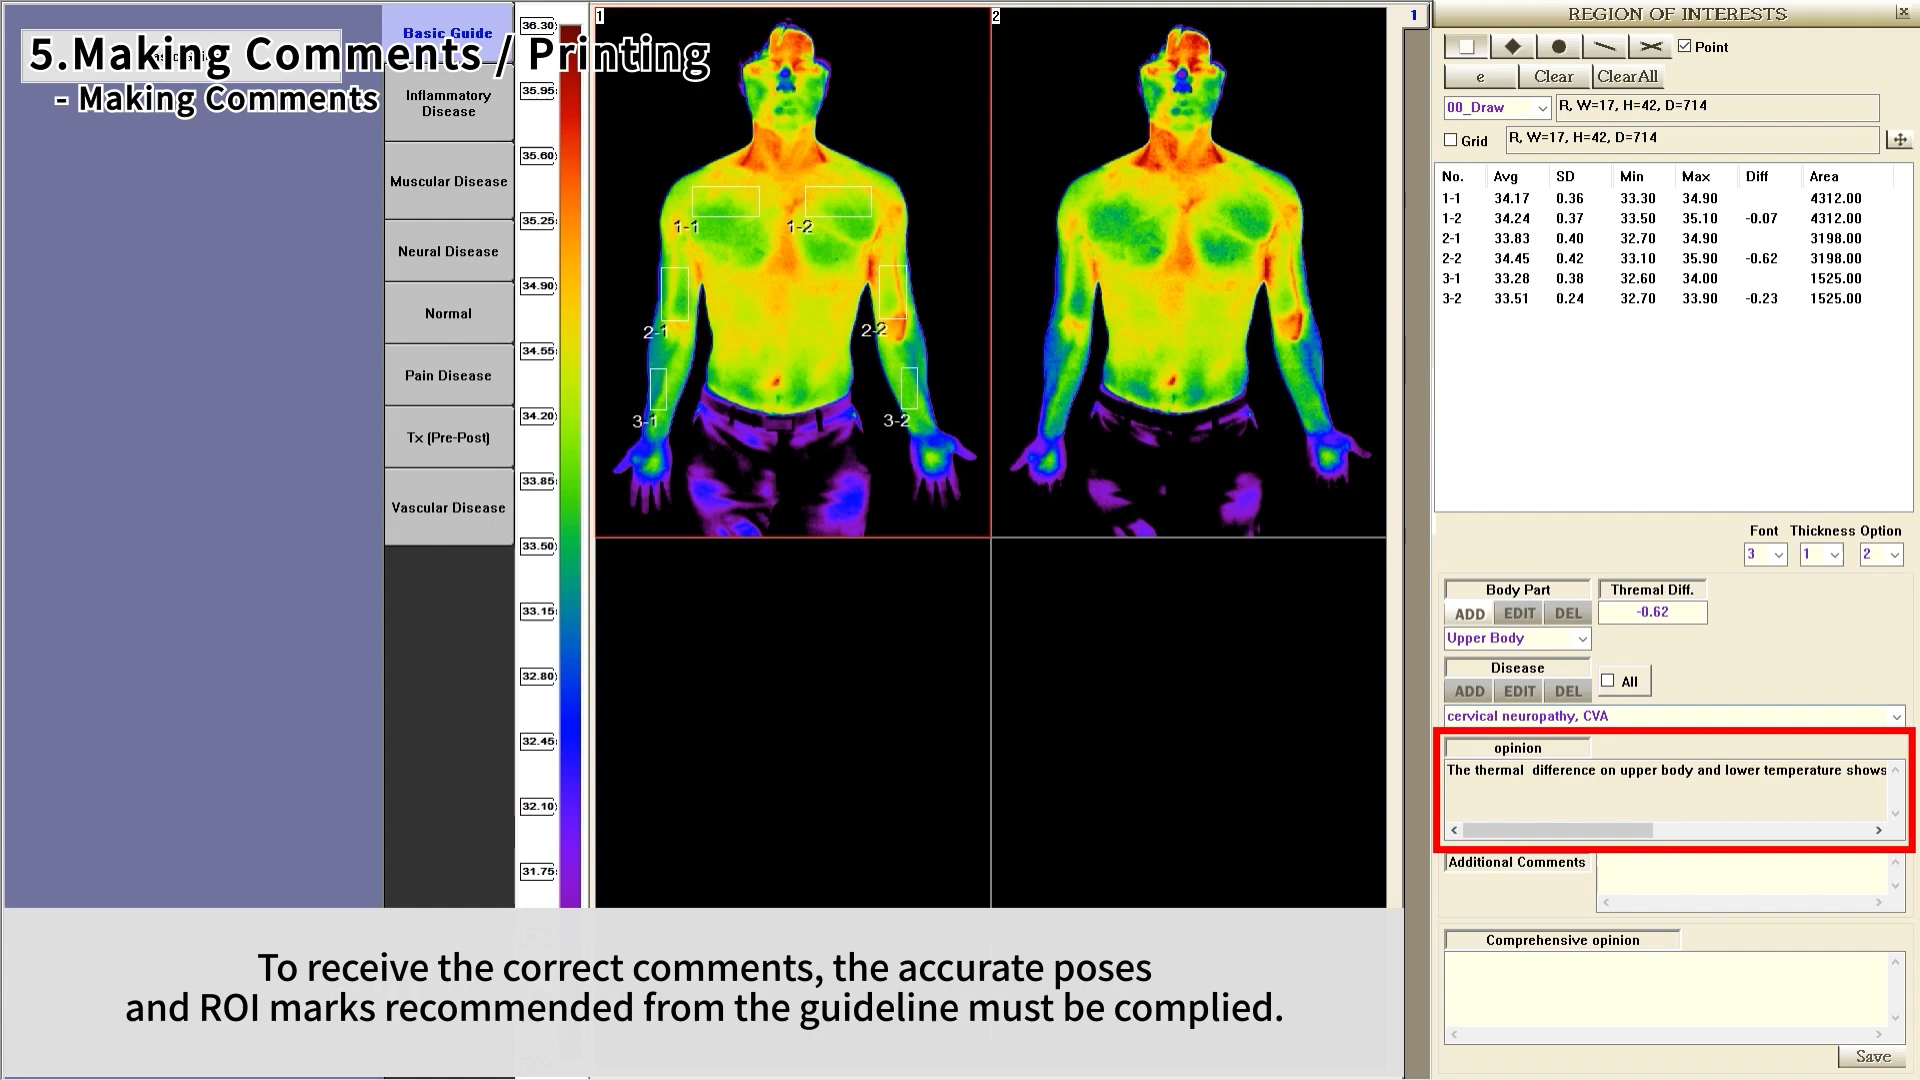 5.Making Comments / Printing
- Making Comments
Basic Guide
Inflammatory
Disease
Muscular Disease
Neural Disease
Normal
Pain Disease
Tx (Pre-Post)
Vascular Disease
36.30
35.95
35.60
35.25
34.90
34.55
34.20
33.85
33.50
33.15
32.80
32.45
32.10
31.75
1
2
1
1-1
1-2
2-1
2-2
3-1
3-2
REGION OF INTERESTS
Point
e Clear ClearAll
00_Draw R, W=17, H=42, D=714
Grid R, W=17, H=42, D=714
No. Avg SD Min Max Diff Area
1-1 34.17 0.36 33.30 34.90 4312.00
1-2 34.24 0.37 33.50 35.10 -0.07 4312.00
2-1 33.83 0.40 32.70 34.90 3198.00
2-2 34.45 0.42 33.10 35.90 -0.62 3198.00
3-1 33.28 0.38 32.60 34.00 1525.00
3-2 33.51 0.24 32.70 33.90 -0.23 1525.00
Font Thickness Option
3 1 2
Body Part Thremal Diff.
ADD EDIT DEL -0.62
Upper Body
Disease
ADD EDIT DEL All
cervical neuropathy, CVA
opinion
The thermal difference on upper body and lower temperature shows
Additional Comments
Comprehensive opinion
Save
To receive the correct comments, the accurate poses
and ROI marks recommended from the guideline must be complied.